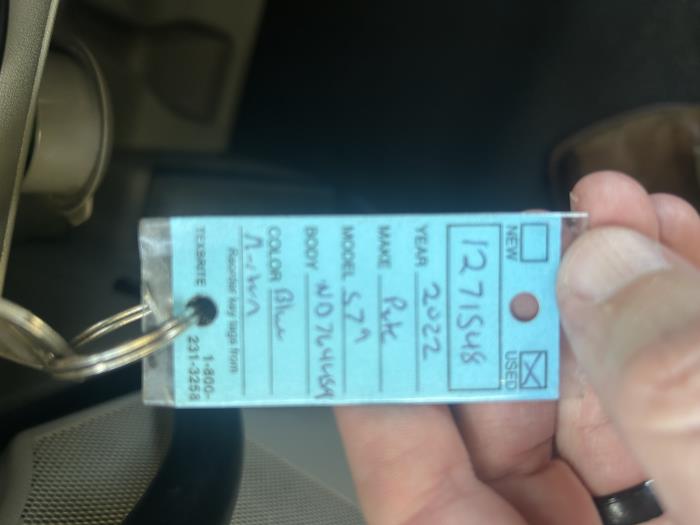 NEW USED
1271548
YEAR 2022
MAKE Pete
MODEL 579
BODY
COLOR Blue
Reorder key tags from
TEXBRITE 1-800-
231-3258